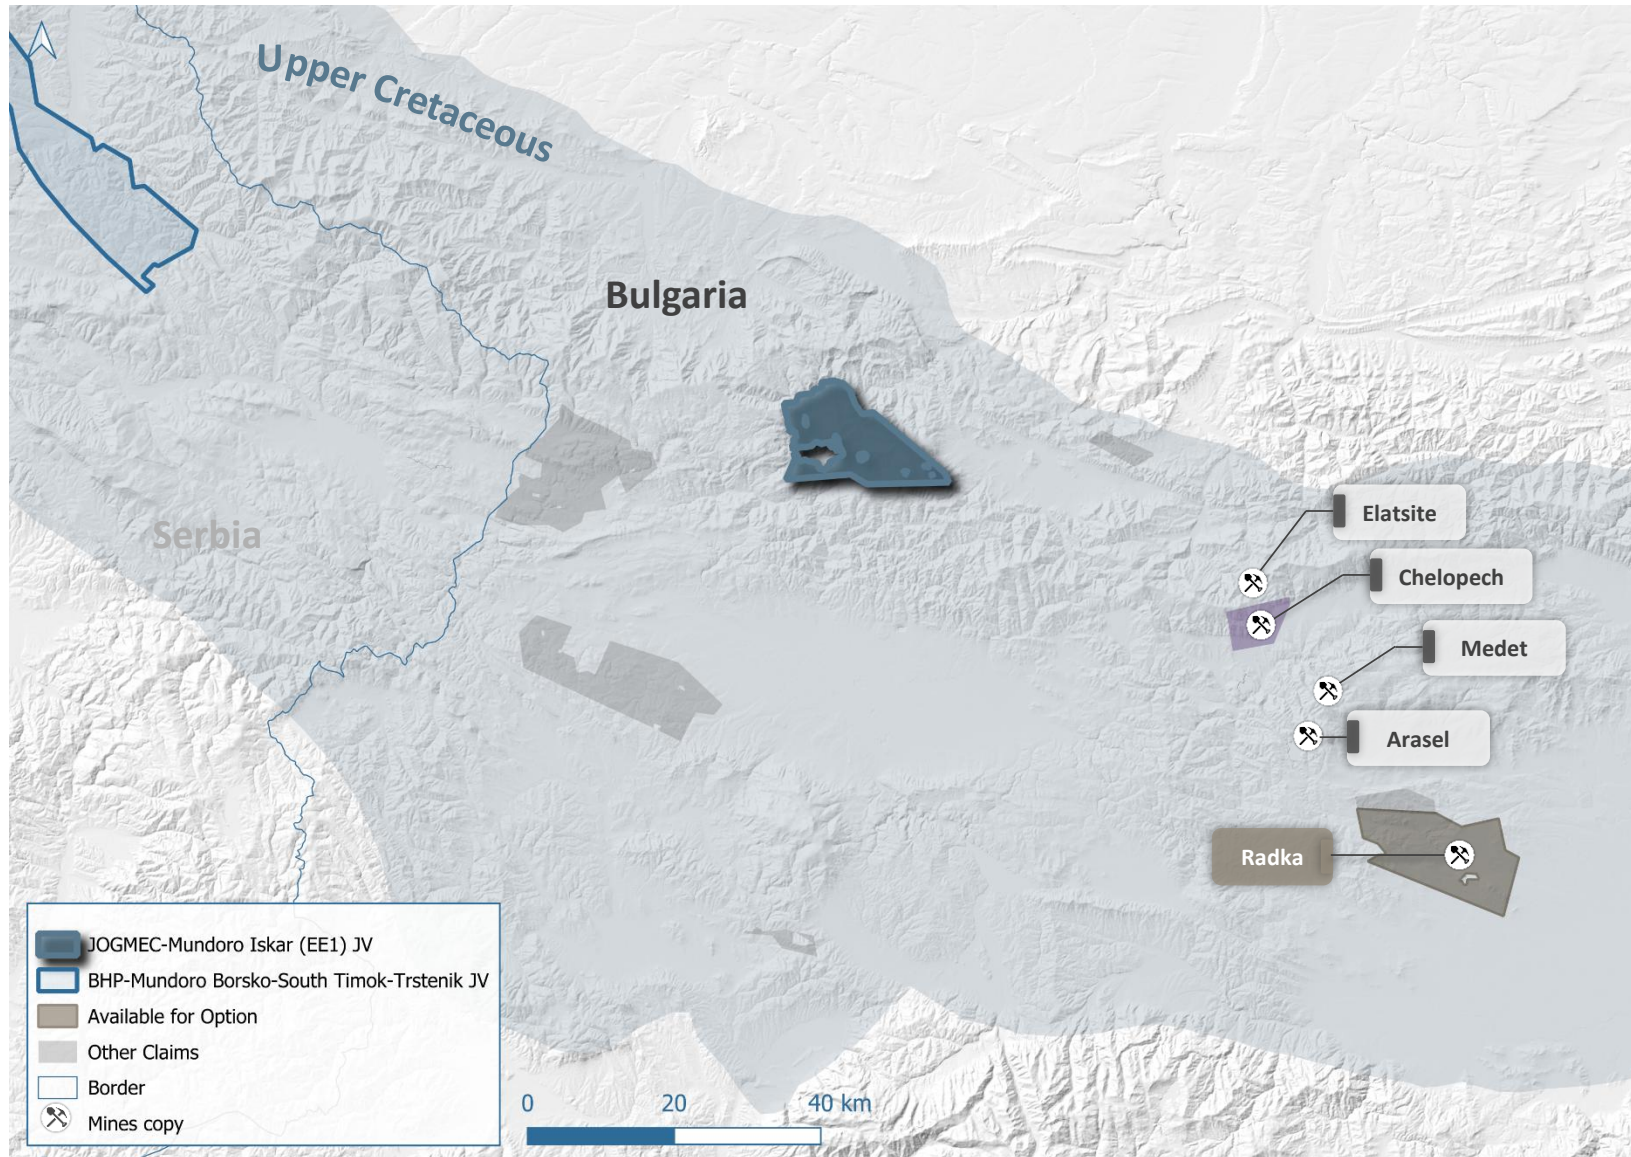 Upper Cretaceous
Bulgaria
Serbia
Elatsite
Chelopech
Medet
Arasel
Radka
JOGMEC-Mundoro Iskar (EE1) JV
BHP-Mundoro Borsko-South Timok-Trstenik JV
Available for Option
Other Claims
Border
Mines copy
0 20 40 km